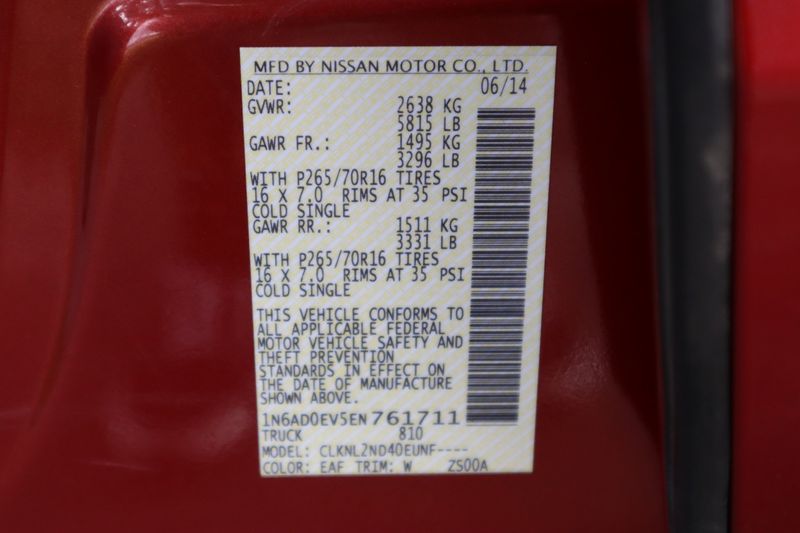 MFD BY NISSAN MOTOR CO., LTD.
DATE: 06/14
GVWR: 2638 KG
5815 LB
GAWR FR.: 1495 KG
3296 LB
WITH P265/70R16 TIRES
16 X 7.0 RIMS AT 35 PSI
COLD SINGLE
GAWR RR.: 1511 KG
3331 LB
WITH P265/70R16 TIRES
16 X 7.0 RIMS AT 35 PSI
COLD SINGLE
THIS VEHICLE CONFORMS TO
ALL APPLICABLE FEDERAL
MOTOR VEHICLE SAFETY AND
THEFT PREVENTION
STANDARDS IN EFFECT ON
THE DATE OF MANUFACTURE
SHOWN ABOVE.
1N6AD0EV5EN761711
TRUCK 810
MODEL: CLKNL2ND40EUNF----
COLOR: EAF TRIM: W ZS00A